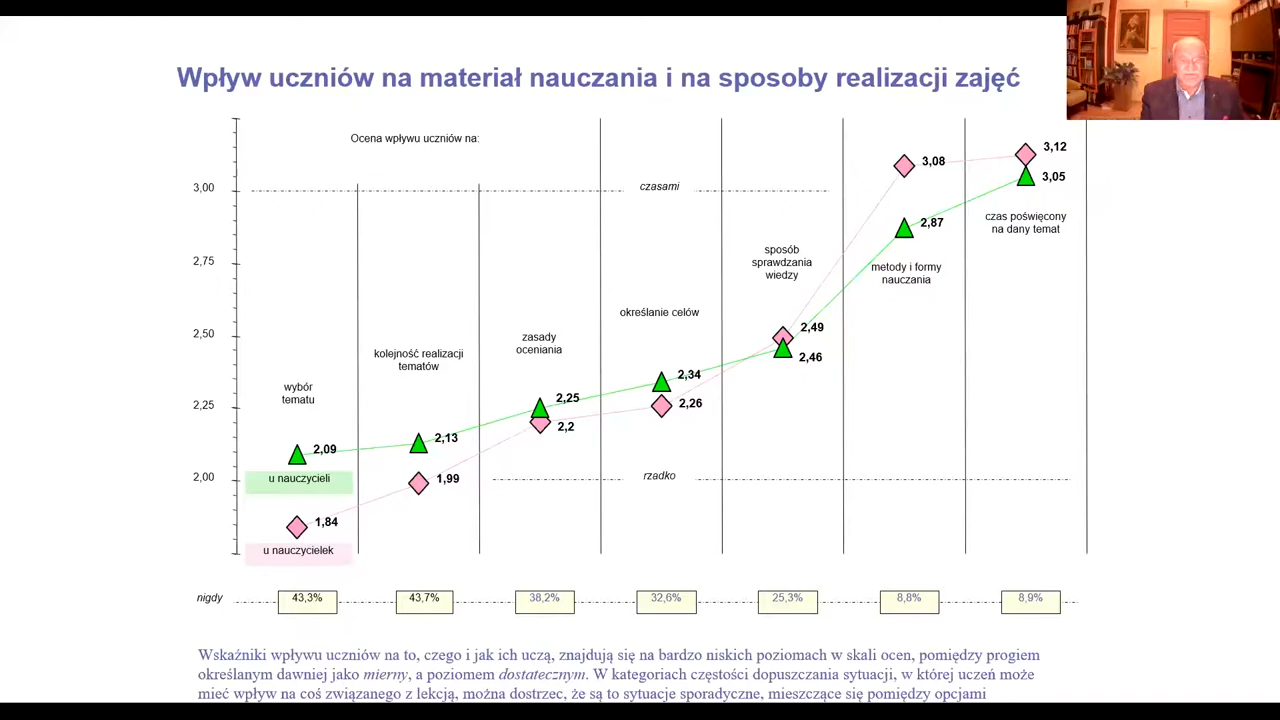 Wpływ uczniów na materiał nauczania i na sposoby realizacji zajęć
Ocena wpływu uczniów na:
3,00
2,75
2,50
2,25
2,00
czasami
rzadko
wybór
tematu
kolejność realizacji
tematów
zasady
oceniania
określanie celów
sposób
sprawdzania
wiedzy
metody i formy
nauczania
czas poświęcony
na dany temat
2,09
2,13
2,25
2,34
2,46
2,87
3,05
1,84
1,99
2,2
2,26
2,49
3,08
3,12
u nauczycieli
u nauczycielek
nigdy
43,3%
43,7%
38,2%
32,6%
25,3%
8,8%
8,9%
Wskaźniki wpływu uczniów na to, czego i jak ich uczą, znajdują się na bardzo niskich poziomach w skali ocen, pomiędzy progiem
określanym dawniej jako mierny, a poziomem dostatecznym. W kategoriach częstości dopuszczania sytuacji, w której uczeń może
mieć wpływ na coś związanego z lekcją, można dostrzec, że są to sytuacje sporadyczne, mieszczące się pomiędzy opcjami